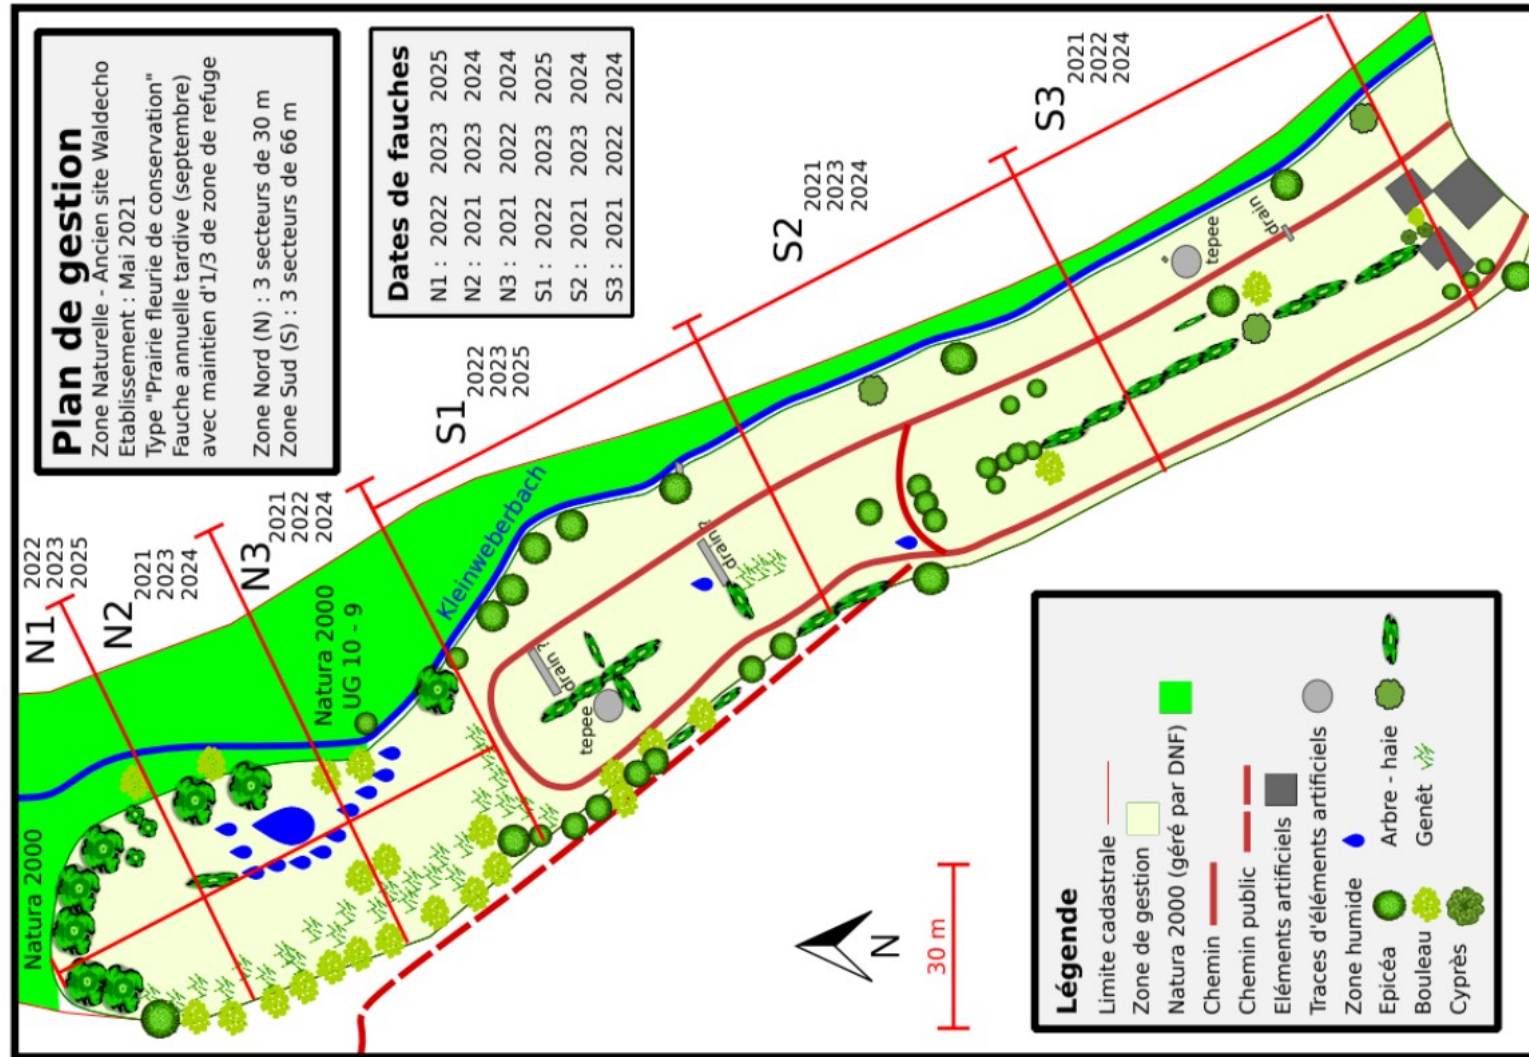 Plan de gestion
Zone Naturelle - Ancien site Waldecho
Etablissement : Mai 2021
Type "Prairie fleurie de conservation"
Fauche annuelle tardive (septembre)
avec maintien d'1/3 de zone de refuge
Zone Nord (N) : 3 secteurs de 30 m
Zone Sud (S) : 3 secteurs de 66 m
Dates de fauches
N1 : 2022 2023 2025
N2 : 2021 2023 2024
N3 : 2021 2022 2024
S1 : 2022 2023 2025
S2 : 2021 2023 2024
S3 : 2021 2022 2024
N1
2022
2023
2025
N2
2021
2023
2024
N3
2021
2022
2024
S1
2022
2023
2025
S2
2021
2023
2024
S3
2021
2022
2024
Natura 2000
Natura 2000
UG 10 - 9
Kleinweberbach
tepee
drain ?
drain ?
tepee
drain
N
30 m
Légende
Limite cadastrale
Zone de gestion
Natura 2000 (géré par DNF)
Chemin
Chemin public
Eléments artificiels
Traces d'éléments artificiels
Zone humide
Epicéa
Arbre - haie
Bouleau
Genêt
Cyprès